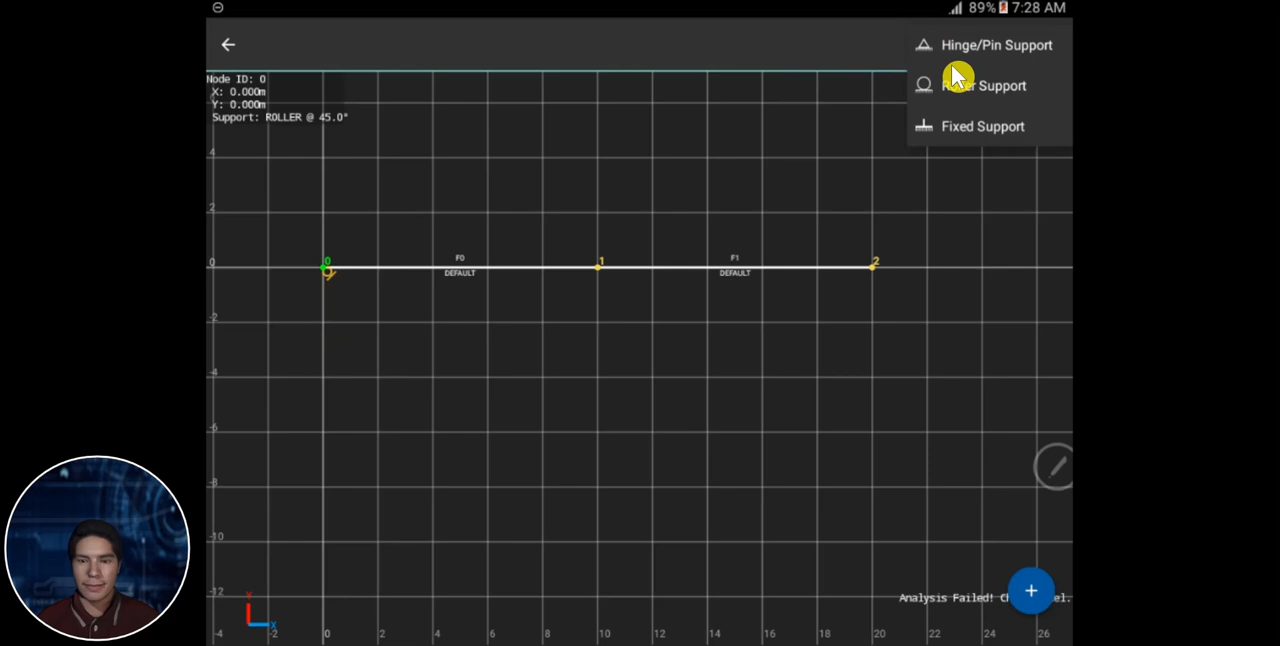 89% 7:28 AM
Hinge/Pin Support
Support
Fixed Support
Node ID: 0
X: 0.000m
Y: 0.000m
Support: ROLLER @ 45.0°
4
2
0
-2
-4
-6
-8
-10
-12
0
F0
DEFAULT
1
F1
DEFAULT
2
Analysis Failed!
Y
X
-4 -2 0 2 4 6 8 10 12 14 16 18 20 22 24 26